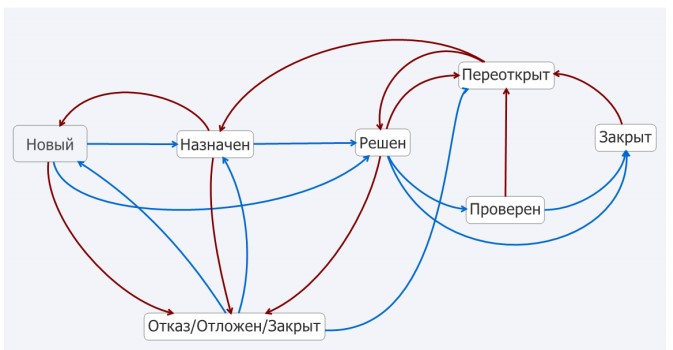 Переоткрыт
Новый
Назначен
Решен
Закрыт
Проверен
Отказ/Отложен/Закрыт